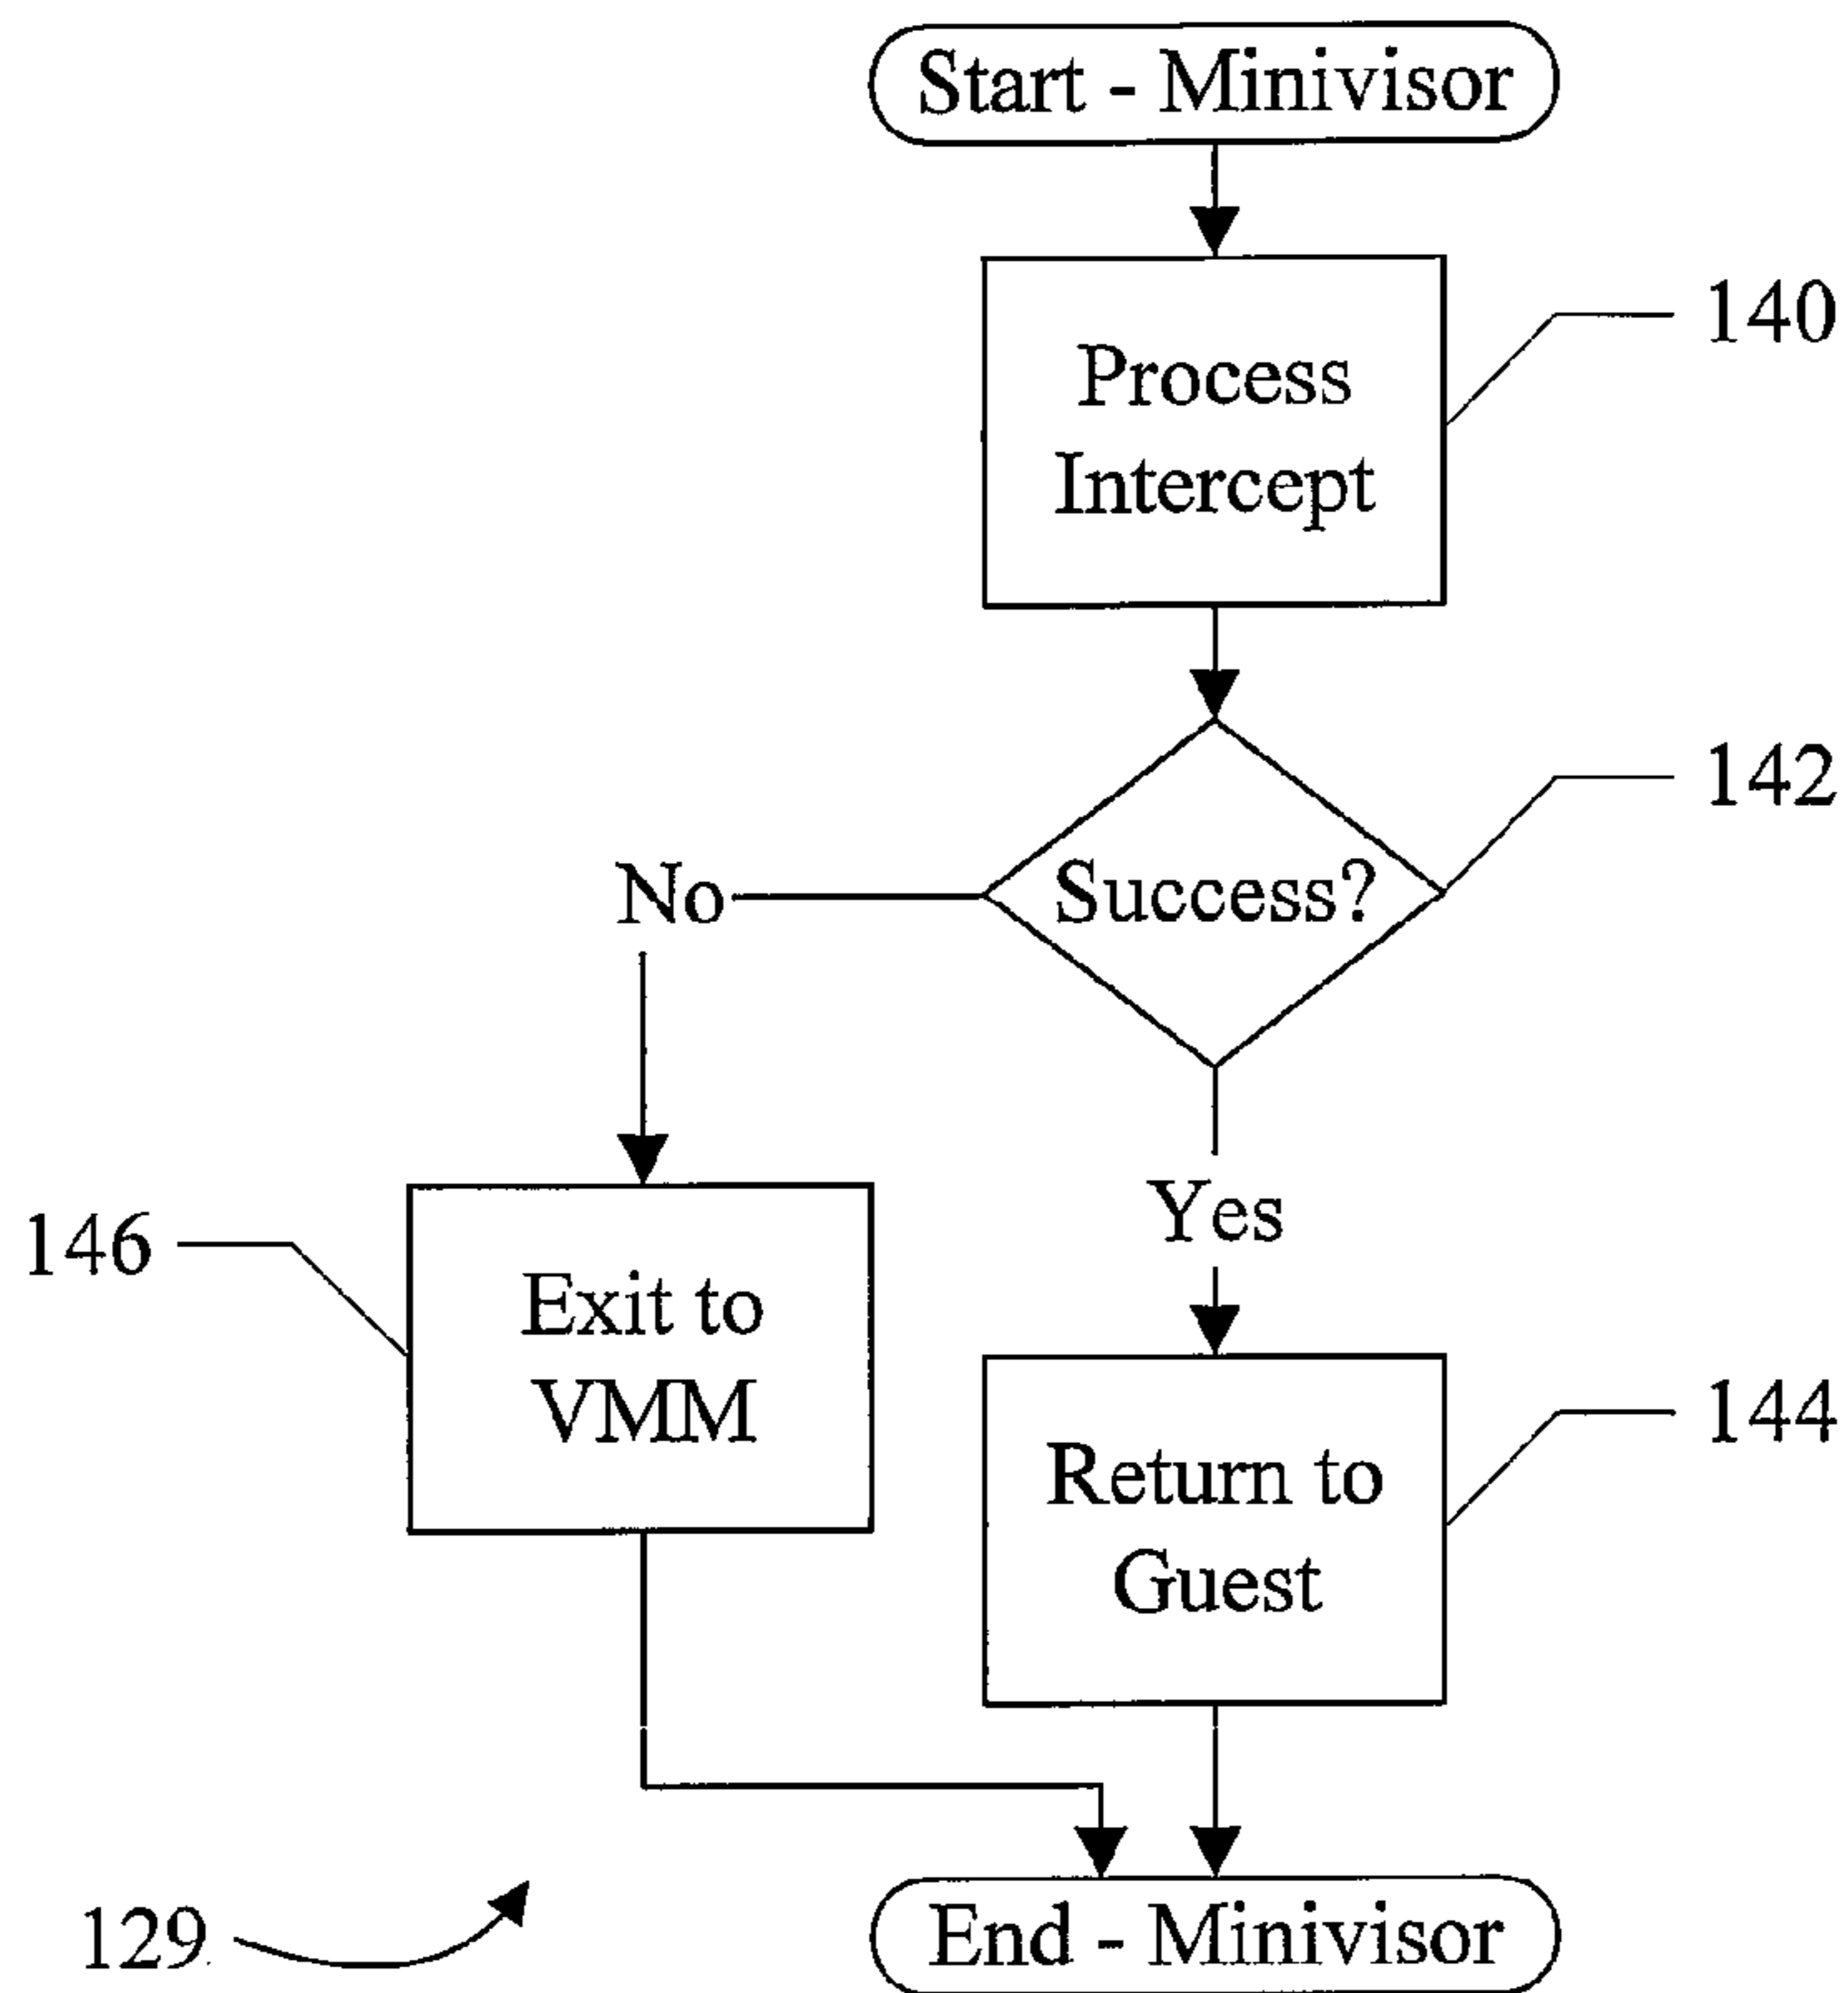 Start - Minivisor
Process
Intercept
140
Success?
142
No
Yes
146
Exit to
VMM
Return to
Guest
144
129
End - Minivisor